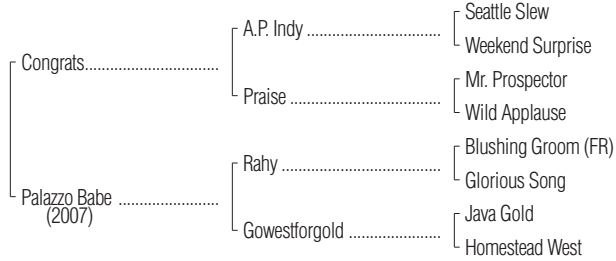 Seattle Slew
A.P. Indy ..............................
Weekend Surprise
Congrats..............................
Mr. Prospector
Praise ..................................
Wild Applause
Blushing Groom (FR)
Rahy ....................................
Glorious Song
Palazzo Babe ......................
(2007)
Java Gold
Gowestforgold ....................
Homestead West